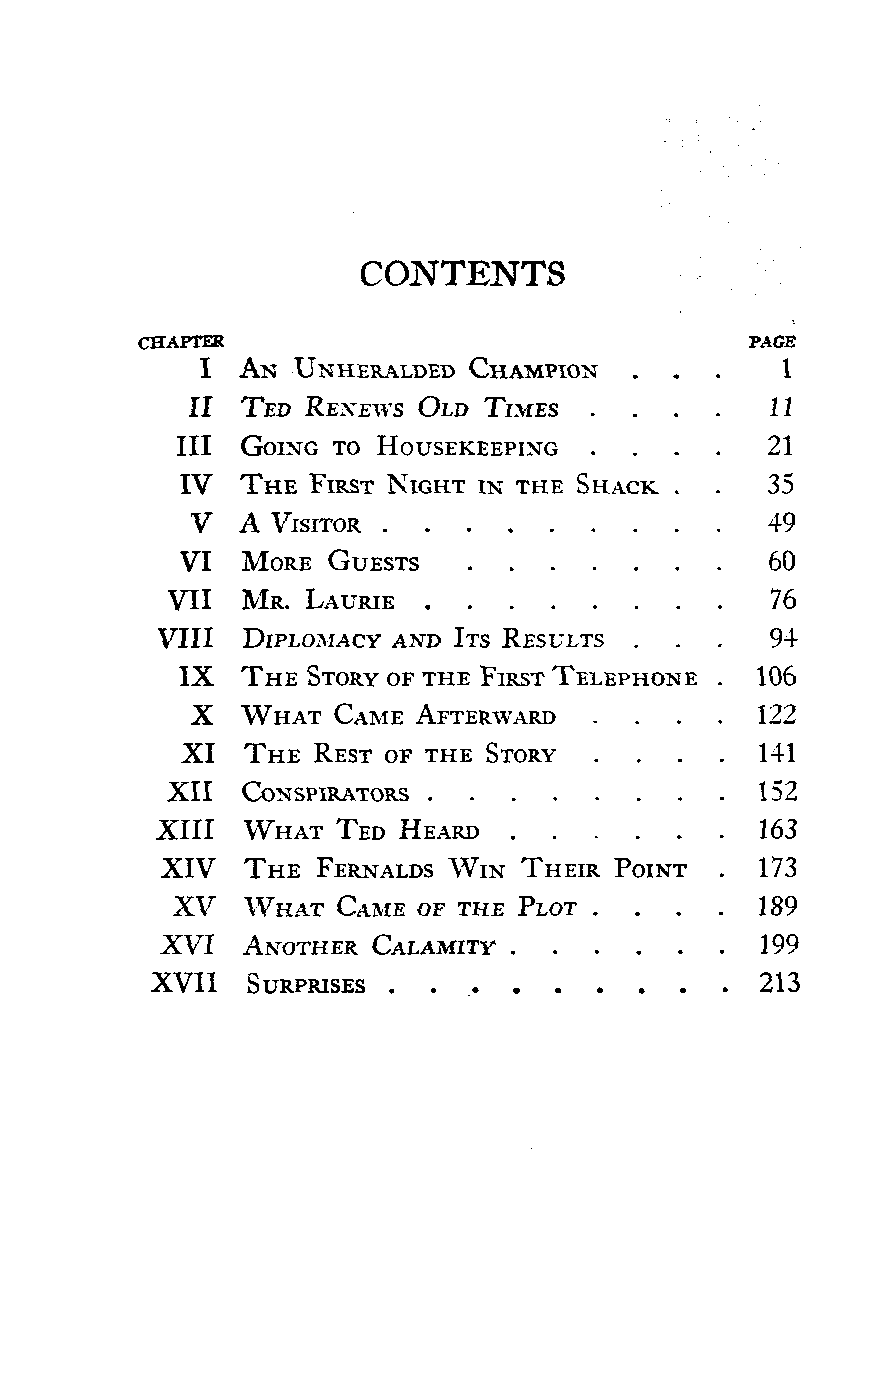 CONTENTS
CHAPTER PAGE
I An Unheralded Champion . . . 1
II Ted Renews Old Times . . . . 11
III Going to Housekeeping . . . . 21
IV The First Night in the Shack . . 35
V A Visitor . . . . . . . . . 49
VI More Guests . . . . . . . 60
VII Mr. Laurie . . . . . . . . 76
VIII Diplomacy and Its Results . . . 94
IX The Story of the First Telephone . 106
X What Came Afterward . . . . 122
XI The Rest of the Story . . . . 141
XII Conspirators . . . . . . . . 152
XIII What Ted Heard . . . . . . 163
XIV The Fernalds Win Their Point . 173
XV What Came of the Plot . . . . 189
XVI Another Calamity . . . . . . 199
XVII Surprises . . . . . . . . . 213